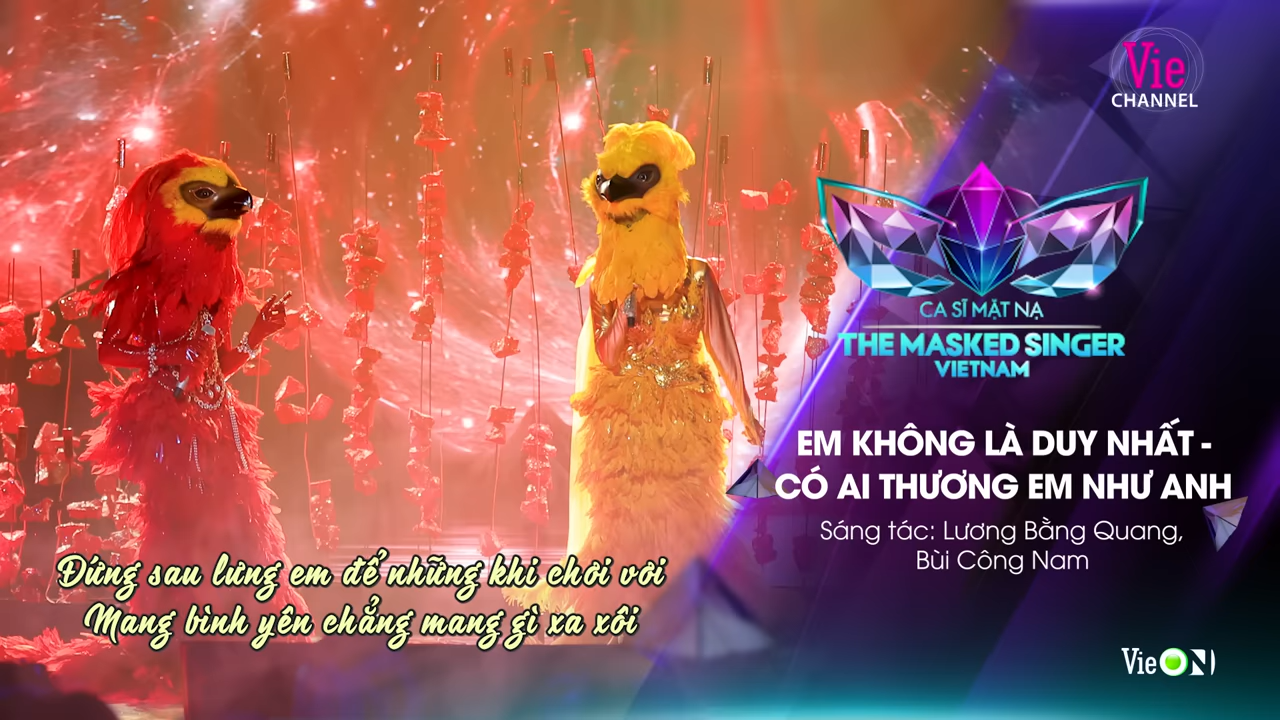 Vie
CHANNEL
CA SĨ MẶT NẠ
THE MASKED SINGER
VIETNAM
EM KHÔNG LÀ DUY NHẤT -
CÓ AI THƯƠNG EM NHƯ ANH
Sáng tác: Lương Bằng Quang,
Bùi Công Nam
Đứng sau lưng em để những khi chời vời
Mang bình yên chẳng mang gì xa xôi
VieON